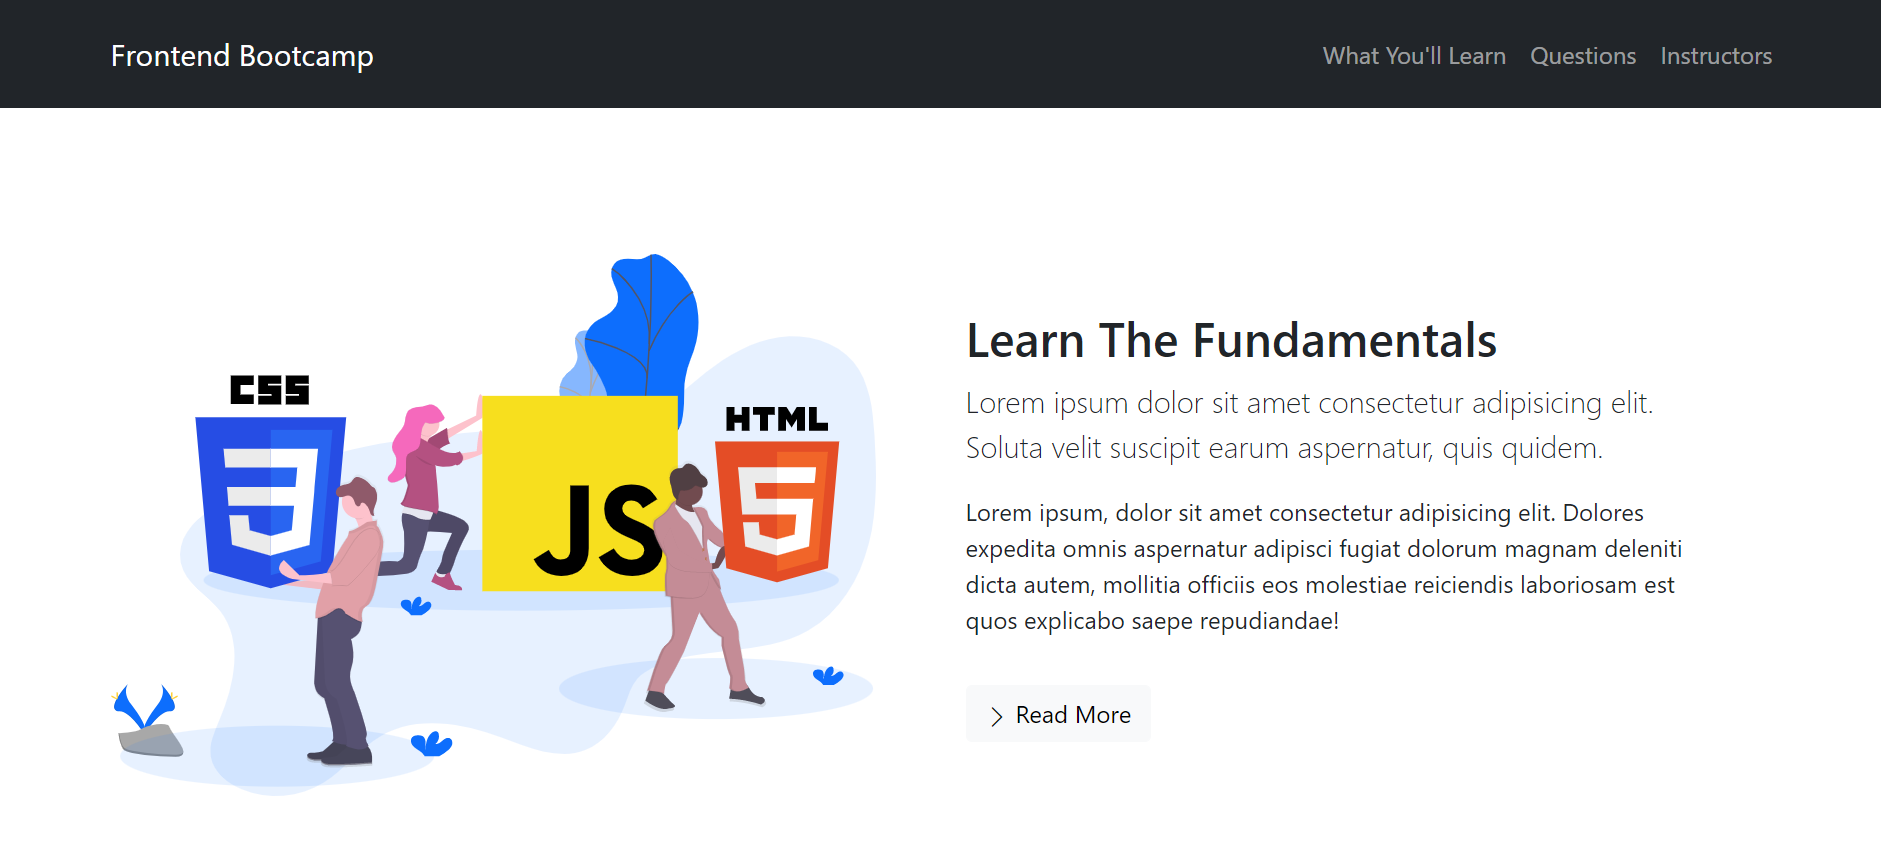 Frontend Bootcamp
What You'll Learn Questions Instructors
CSS
HTML
JS
Learn The Fundamentals
Lorem ipsum dolor sit amet consectetur adipisicing elit.
Soluta velit suscipit earum aspernatur, quis quidem.
Lorem ipsum, dolor sit amet consectetur adipisicing elit. Dolores
expedita omnis aspernatur adipisci fugiat dolorum magnam deleniti
dicta autem, mollitia officiis eos molestiae reiciendis laboriosam est
quos explicabo saepe repudiandae!
Read More